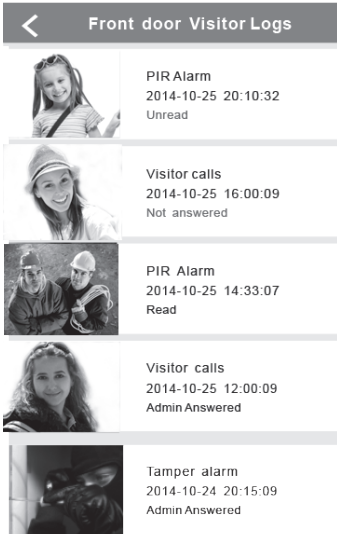 Front door Visitor Logs
PIR Alarm
2014-10-25 20:10:32
Unread
Visitor calls
2014-10-25 16:00:09
Not answered
PIR Alarm
2014-10-25 14:33:07
Read
Visitor calls
2014-10-25 12:00:09
Admin Answered
Tamper alarm
2014-10-24 20:15:09
Admin Answered